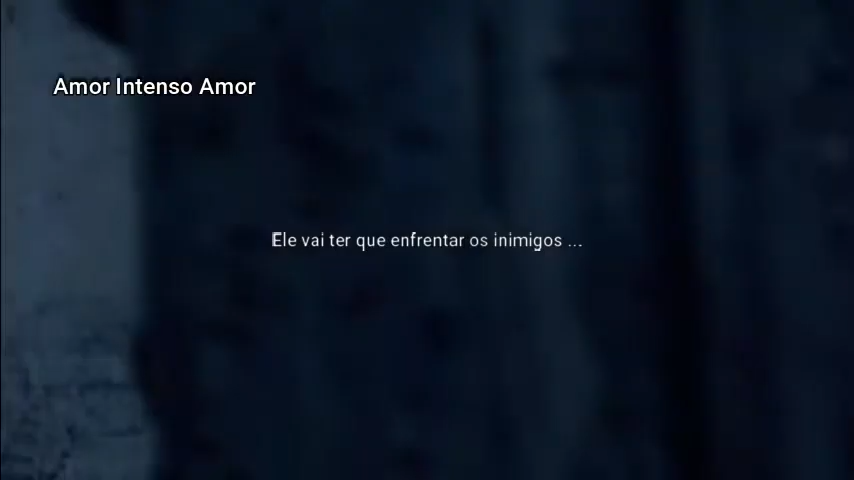 Amor Intenso Amor
Ele vai ter que enfrentar os inimigos ...